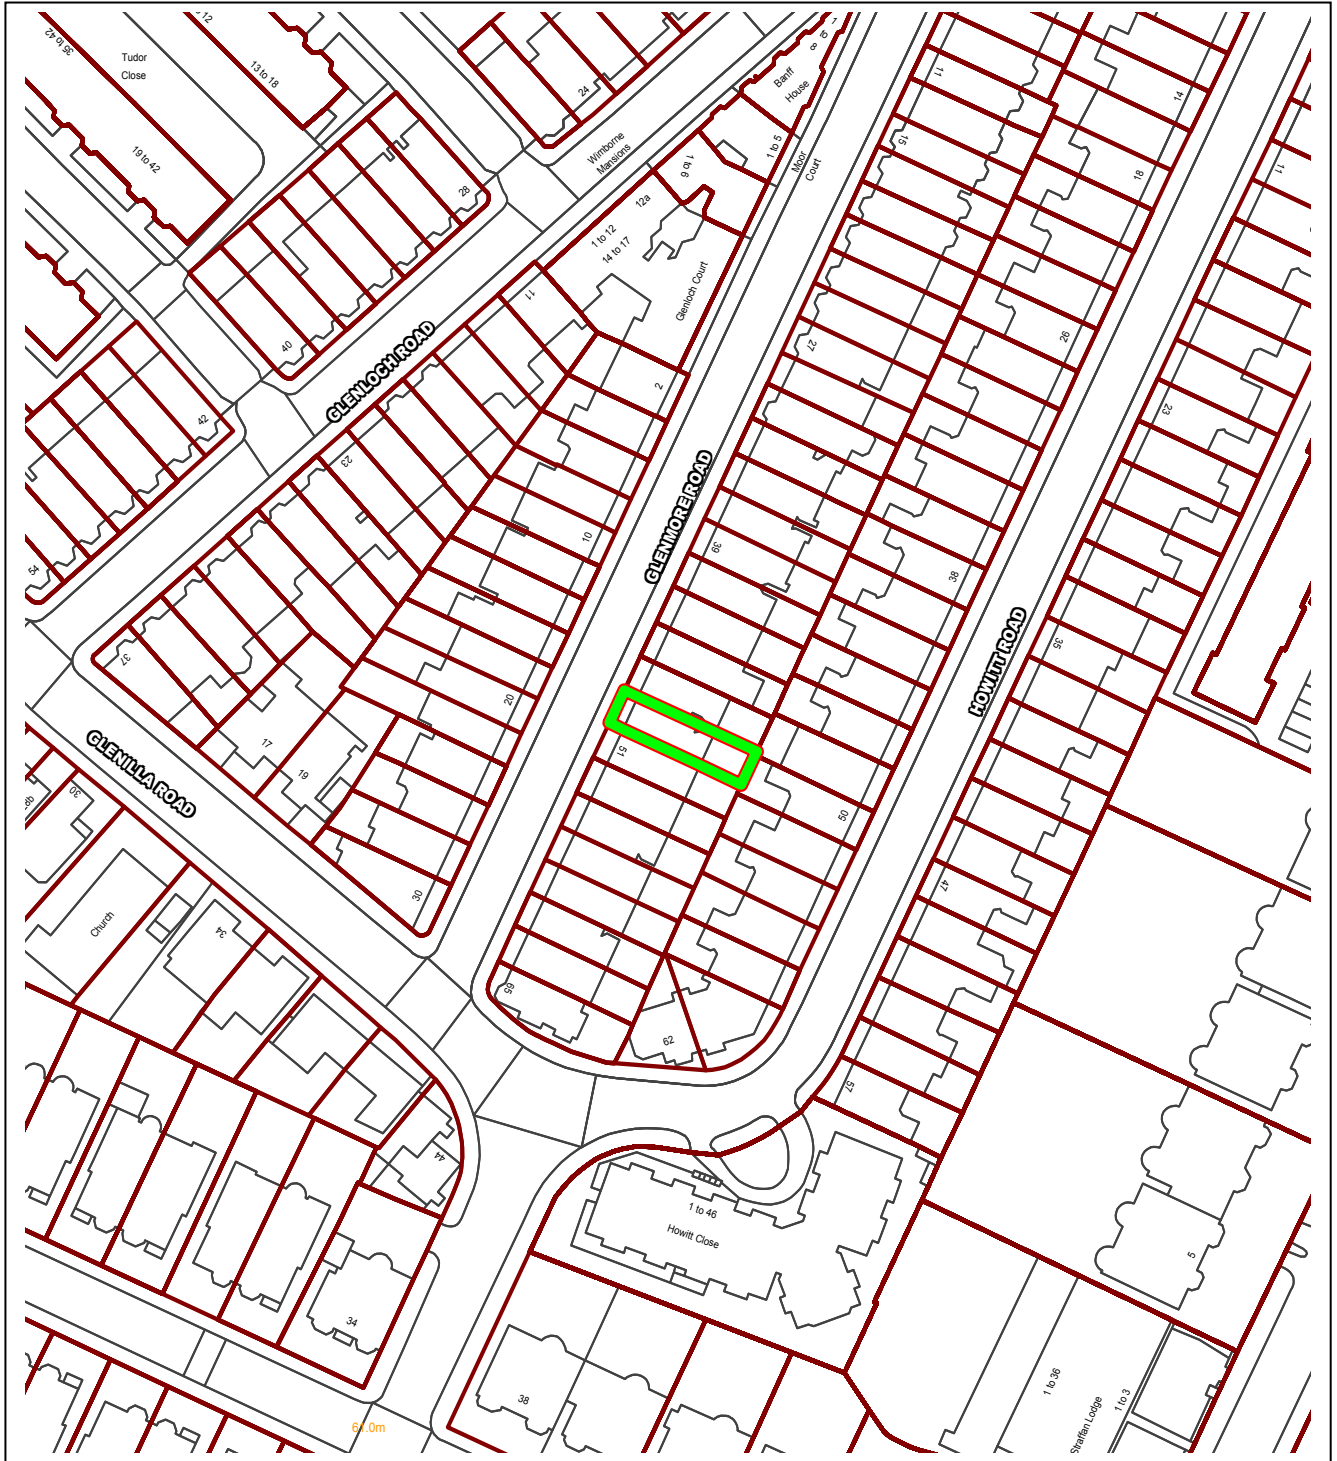 12
35 to 42
Tudor
Close
13 to 18
19 to 42
24
Wimborne
Mansions
1
to
8
Banff
House
11
14
15
1 to 5
Moor
Court
1 to 6
18
11
28
12a
1 to 12
14 to 17
Glenloch Court
11
40
GLENLOCH ROAD
27
26
2
23
42
23
GLENMORE ROAD
10
39
38
54
37
35
HOWITT ROAD
20
17
19
51
GLENILLA ROAD
30
50
47
30
Church
34
65
62
57
44
1 to 46
Howitt Close
5
34
38
1 to 36
1 to 3
Straffan Lodge
61.0m